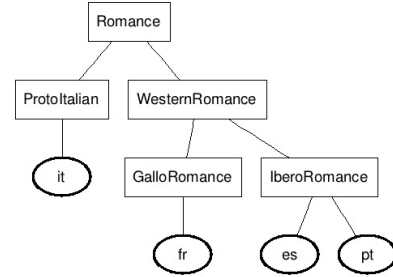 Romance
ProtoItalian
WesternRomance
it
GalloRomance
IberoRomance
fr
es
pt